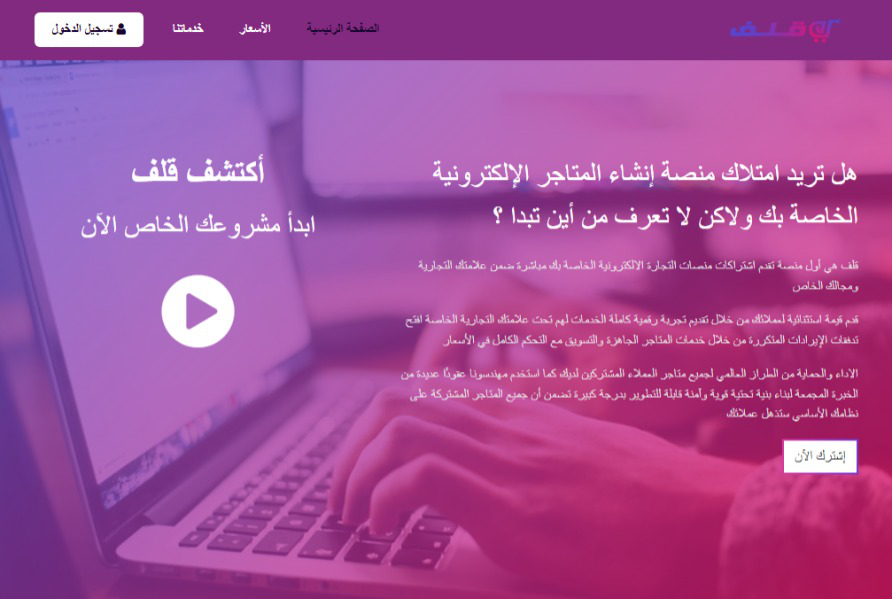 قلف
الصفحة الرئيسية
الأسعار
خدماتنا
تسجيل الدخول
هل تريد امتلاك منصة إنشاء المتاجر الإلكترونية
الخاصة بك ولاكن لا تعرف من أين تبدا ؟
قلف هي أول منصة تقدم اشتراكات منصات التجارة الالكترونية الخاصة بك مباشرة ضمن علامتك التجارية
ومجالك الخاص
قدم قيمة استثنائية لعملائك من خلال تقديم تجربة رقمية كاملة الخدمات لهم تحت علامتك التجارية الخاصة افتح
تدفقات الإيرادات المتكررة من خلال خدمات المتاجر الجاهزة والتسويق مع التحكم الكامل في الأسعار
الاداء والحماية من الطراز العالمي لجميع متاجر العملاء المشتركين لديك كما استخدم مهندسونا عقودًا عديدة من
الخبرة المجمعة لبناء بنية تحتية قوية وآمنة قابلة للتطوير بدرجة كبيرة تضمن أن جميع المتاجر المشتركة على
نظامك الأساسي ستذهل عملائك
إشترك الآن
أكتشف قلف
ابدأ مشروعك الخاص الآن